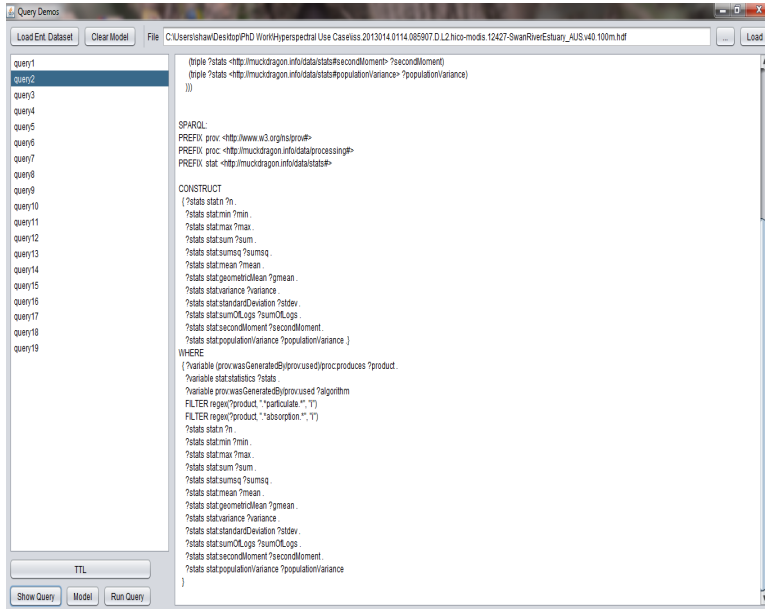 Query Demos
Load Ent. Dataset Clear Model File C:\Users\shaw\Desktop\PhD Work\Hyperspectral Use Case\iss.2013014.0114.085907.D.L2.hico-modis.12427-SwanRiverEstuary_AUS.v40.100m.hdf ... Load
query1
query2
query3
query4
query5
query6
query7
query8
query9
query10
query11
query12
query13
query14
query15
query16
query17
query18
query19
TTL
Show Query Model Run Query
(triple ?stats <http://muckdragon.info/data/stats#secondMoment> ?secondMoment)
(triple ?stats <http://muckdragon.info/data/stats#populationVariance> ?populationVariance)
)))
SPARQL:
PREFIX prov: <http://www.w3.org/ns/prov#>
PREFIX proc: <http://muckdragon.info/data/processing#>
PREFIX stat: <http://muckdragon.info/data/stats#>
CONSTRUCT
{ ?stats stat:n ?n .
?stats stat:min ?min .
?stats stat:max ?max .
?stats stat:sum ?sum .
?stats stat:sumsq ?sumsq .
?stats stat:mean ?mean .
?stats stat:geometricMean ?gmean .
?stats stat:variance ?variance .
?stats stat:standardDeviation ?stdev .
?stats stat:sumOfLogs ?sumOfLogs .
?stats stat:secondMoment ?secondMoment .
?stats stat:populationVariance ?populationVariance .}
WHERE
{ ?variable (prov:wasGeneratedBy/prov:used)/proc:produces ?product .
?variable stat:statistics ?stats .
?variable prov:wasGeneratedBy/prov:used ?algorithm
FILTER regex(?product, ".*particulate.*", "i")
FILTER regex(?product, ".*absorption.*", "i")
?stats stat:n ?n .
?stats stat:min ?min .
?stats stat:max ?max .
?stats stat:sum ?sum .
?stats stat:sumsq ?sumsq .
?stats stat:mean ?mean .
?stats stat:geometricMean ?gmean .
?stats stat:variance ?variance .
?stats stat:standardDeviation ?stdev .
?stats stat:sumOfLogs ?sumOfLogs .
?stats stat:secondMoment ?secondMoment .
?stats stat:populationVariance ?populationVariance
}